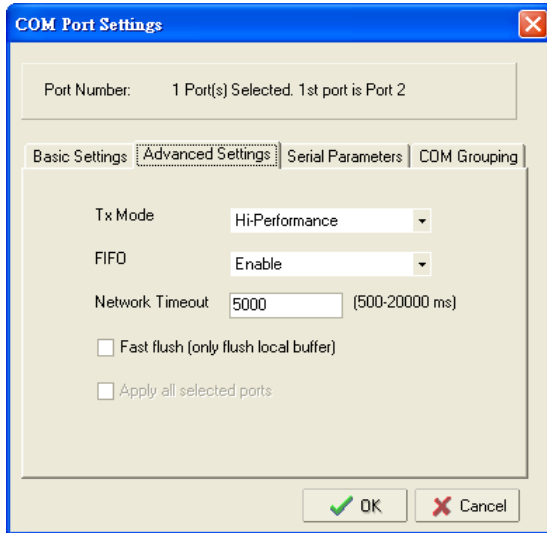 COM Port Settings
Port Number: 1 Port(s) Selected. 1st port is Port 2
Basic Settings Advanced Settings Serial Parameters COM Grouping
Tx Mode Hi-Performance
FIFO Enable
Network Timeout 5000 (500-20000 ms)
Fast flush (only flush local buffer)
Apply all selected ports
OK Cancel